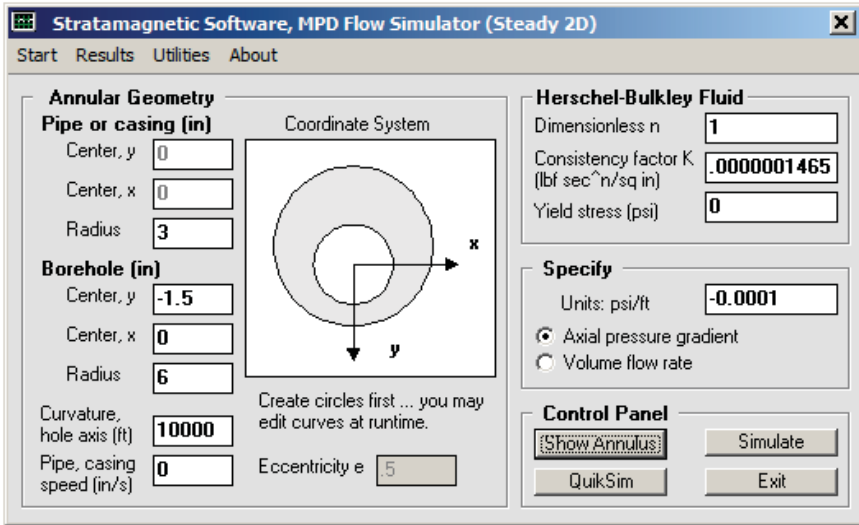 Stratamagnetic Software, MPD Flow Simulator (Steady 2D)
Start Results Utilities About
Annular Geometry
Pipe or casing (in)
Center, y 0
Center, x 0
Radius 3
Borehole (in)
Center, y -1.5
Center, x 0
Radius 6
Curvature,
hole axis (ft) 10000
Pipe, casing
speed (in/s) 0
Coordinate System
x
y
Create circles first ... you may
edit curves at runtime.
Eccentricity e .5
Herschel-Bulkley Fluid
Dimensionless n 1
Consistency factor K
(lbf sec^n/sq in) .0000001465
Yield stress (psi) 0
Specify
Units: psi/ft -0.0001
Axial pressure gradient
Volume flow rate
Control Panel
Show Annulus Simulate
QuikSim Exit